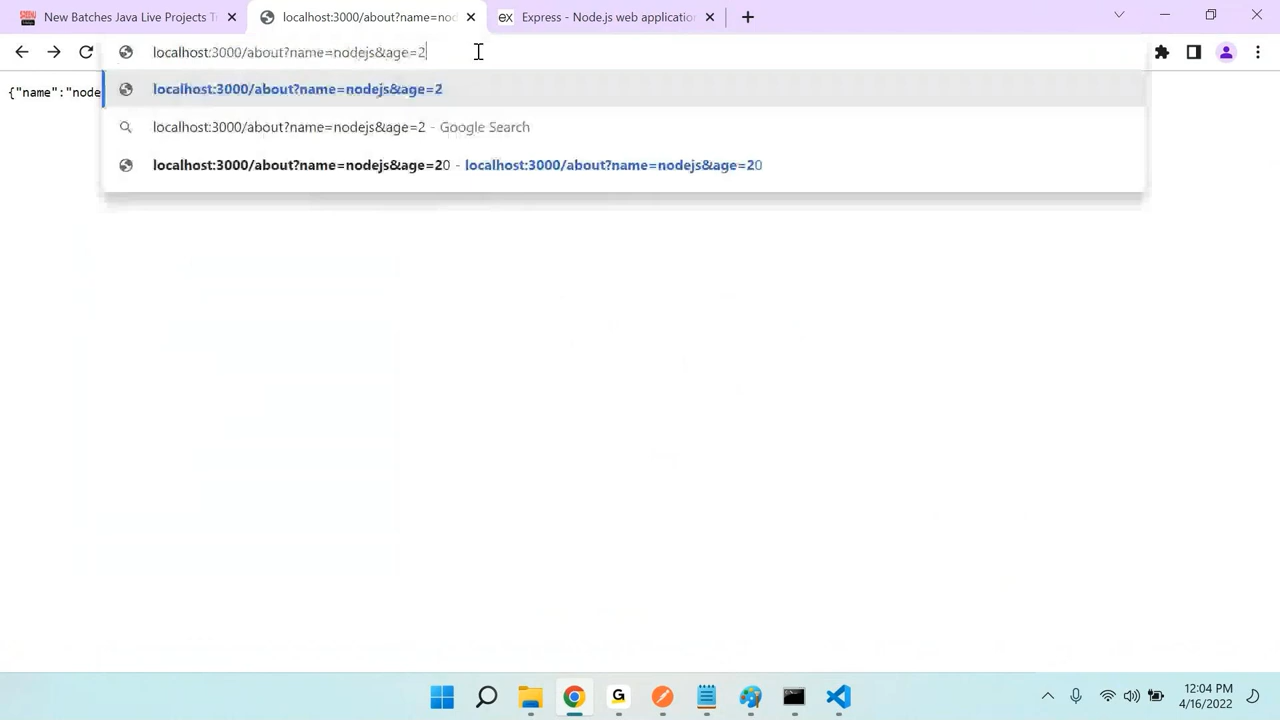 New Batches Java Live Projects T
localhost:3000/about?name=nod
ex Express - Node.js web application
localhost:3000/about?name=nodejs&age=2
{"name":"node
localhost:3000/about?name=nodejs&age=2
localhost:3000/about?name=nodejs&age=2 - Google Search
localhost:3000/about?name=nodejs&age=20 - localhost:3000/about?name=nodejs&age=20
G
12:04 PM
4/16/2022